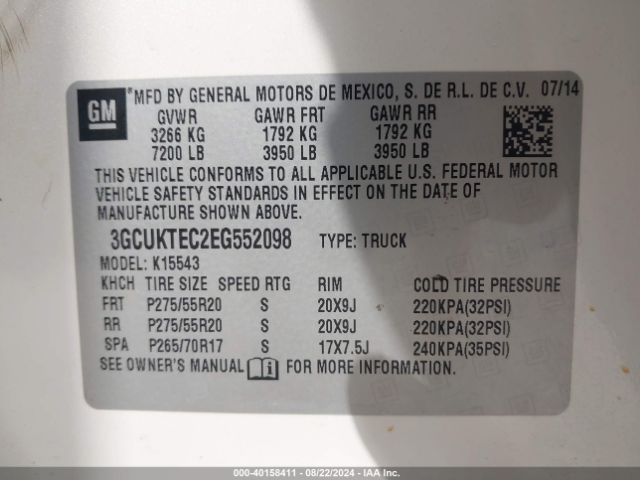 GM
*MFD BY GENERAL MOTORS DE MEXICO, S. DE R.L. DE C.V. 07/14
GVWR GAWR FRT GAWR RR
3266 KG 1792 KG 1792 KG
7200 LB 3950 LB 3950 LB
THIS VEHICLE CONFORMS TO ALL APPLICABLE U.S. FEDERAL MOTOR
VEHICLE SAFETY STANDARDS IN EFFECT ON THE DATE OF
MANUFACTURE SHOWN ABOVE.
3GCUKTEC2EG552098 TYPE: TRUCK
MODEL: K15543
KHCH TIRE SIZE SPEED RTG RIM COLD TIRE PRESSURE
FRT P275/55R20 S 20X9J 220KPA(32PSI)
RR P275/55R20 S 20X9J 220KPA(32PSI)
SPA P265/70R17 S 17X7.5J 240KPA(35PSI)
SEE OWNER'S MANUAL FOR MORE INFORMATION.
000-40158411 - 08/22/2024 - IAA Inc.